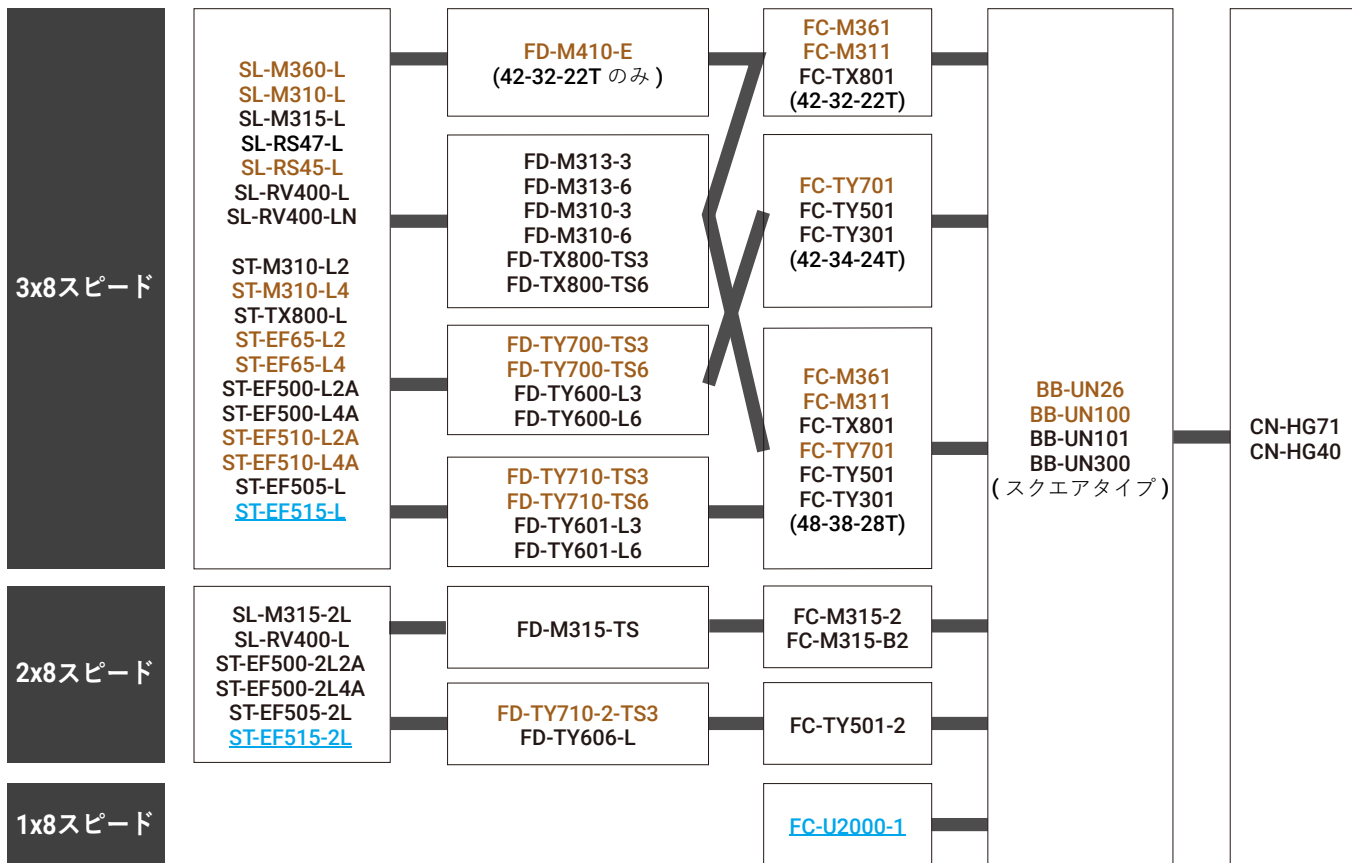 3x8スピード
SL-M360-L
SL-M310-L
SL-M315-L
SL-RS47-L
SL-RS45-L
SL-RV400-L
SL-RV400-LN
ST-M310-L2
ST-M310-L4
ST-TX800-L
ST-EF65-L2
ST-EF65-L4
ST-EF500-L2A
ST-EF500-L4A
ST-EF510-L2A
ST-EF510-L4A
ST-EF505-L
ST-EF515-L
FD-M410-E
(42-32-22T のみ )
FD-M313-3
FD-M313-6
FD-M310-3
FD-M310-6
FD-TX800-TS3
FD-TX800-TS6
FD-TY700-TS3
FD-TY700-TS6
FD-TY600-L3
FD-TY600-L6
FD-TY710-TS3
FD-TY710-TS6
FD-TY601-L3
FD-TY601-L6
FC-M361
FC-M311
FC-TX801
(42-32-22T)
FC-TY701
FC-TY501
FC-TY301
(42-34-24T)
FC-M361
FC-M311
FC-TX801
FC-TY701
FC-TY501
FC-TY301
(48-38-28T)
2x8スピード
SL-M315-2L
SL-RV400-L
ST-EF500-2L2A
ST-EF500-2L4A
ST-EF505-2L
ST-EF515-2L
FD-M315-TS
FD-TY710-2-TS3
FD-TY606-L
FC-M315-2
FC-M315-B2
FC-TY501-2
1x8スピード
FC-U2000-1
BB-UN26
BB-UN100
BB-UN101
BB-UN300
( スクエアタイプ )
CN-HG71
CN-HG40